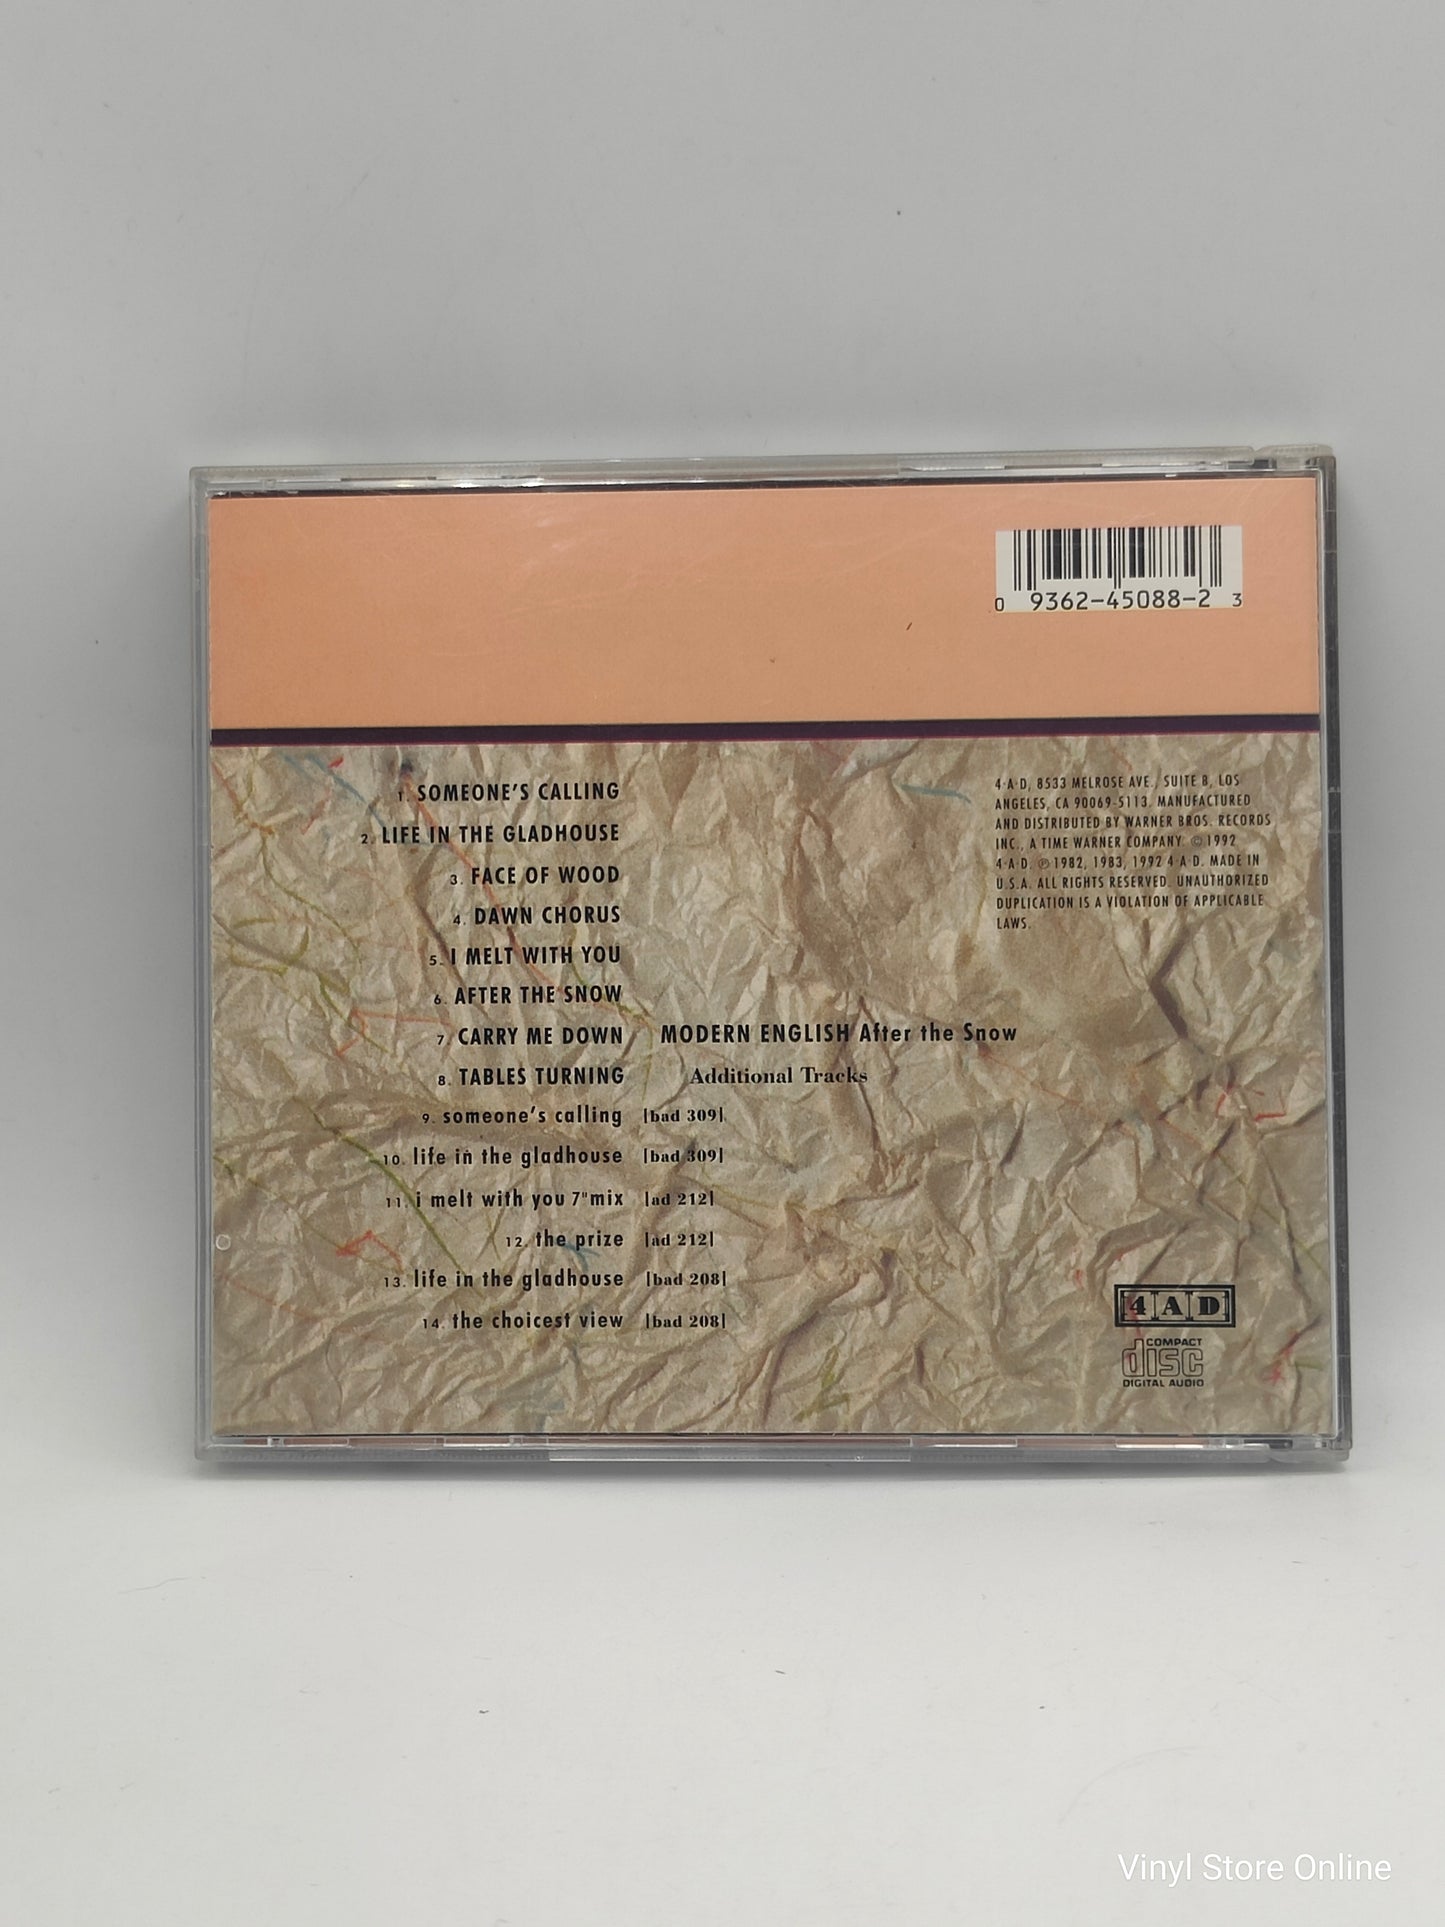 0 9362-45088-2 3
1. SOMEONE'S CALLING
2. LIFE IN THE GLADHOUSE
3. FACE OF WOOD
4. DAWN CHORUS
5. I MELT WITH YOU
6. AFTER THE SNOW
7. CARRY ME DOWN
8. TABLES TURNING
9. someone's calling |bad 309|
10. life in the gladhouse |bad 309|
11. i melt with you 7"mix |ad 212|
12. the prize |ad 212|
13. life in the gladhouse |bad 208|
14. the choicest view |bad 208|
MODERN ENGLISH After the Snow
Additional Tracks
4·A·D, 8533 MELROSE AVE., SUITE B, LOS
ANGELES, CA 90069-5113. MANUFACTURED
AND DISTRIBUTED BY WARNER BROS. RECORDS
INC., A TIME WARNER COMPANY. ©1992
4·A·D. ℗1982, 1983, 1992 4·A·D. MADE IN
U.S.A. ALL RIGHTS RESERVED. UNAUTHORIZED
DUPLICATION IS A VIOLATION OF APPLICABLE
LAWS.
4AD
COMPACT
disc
DIGITAL AUDIO
Vinyl Store Online